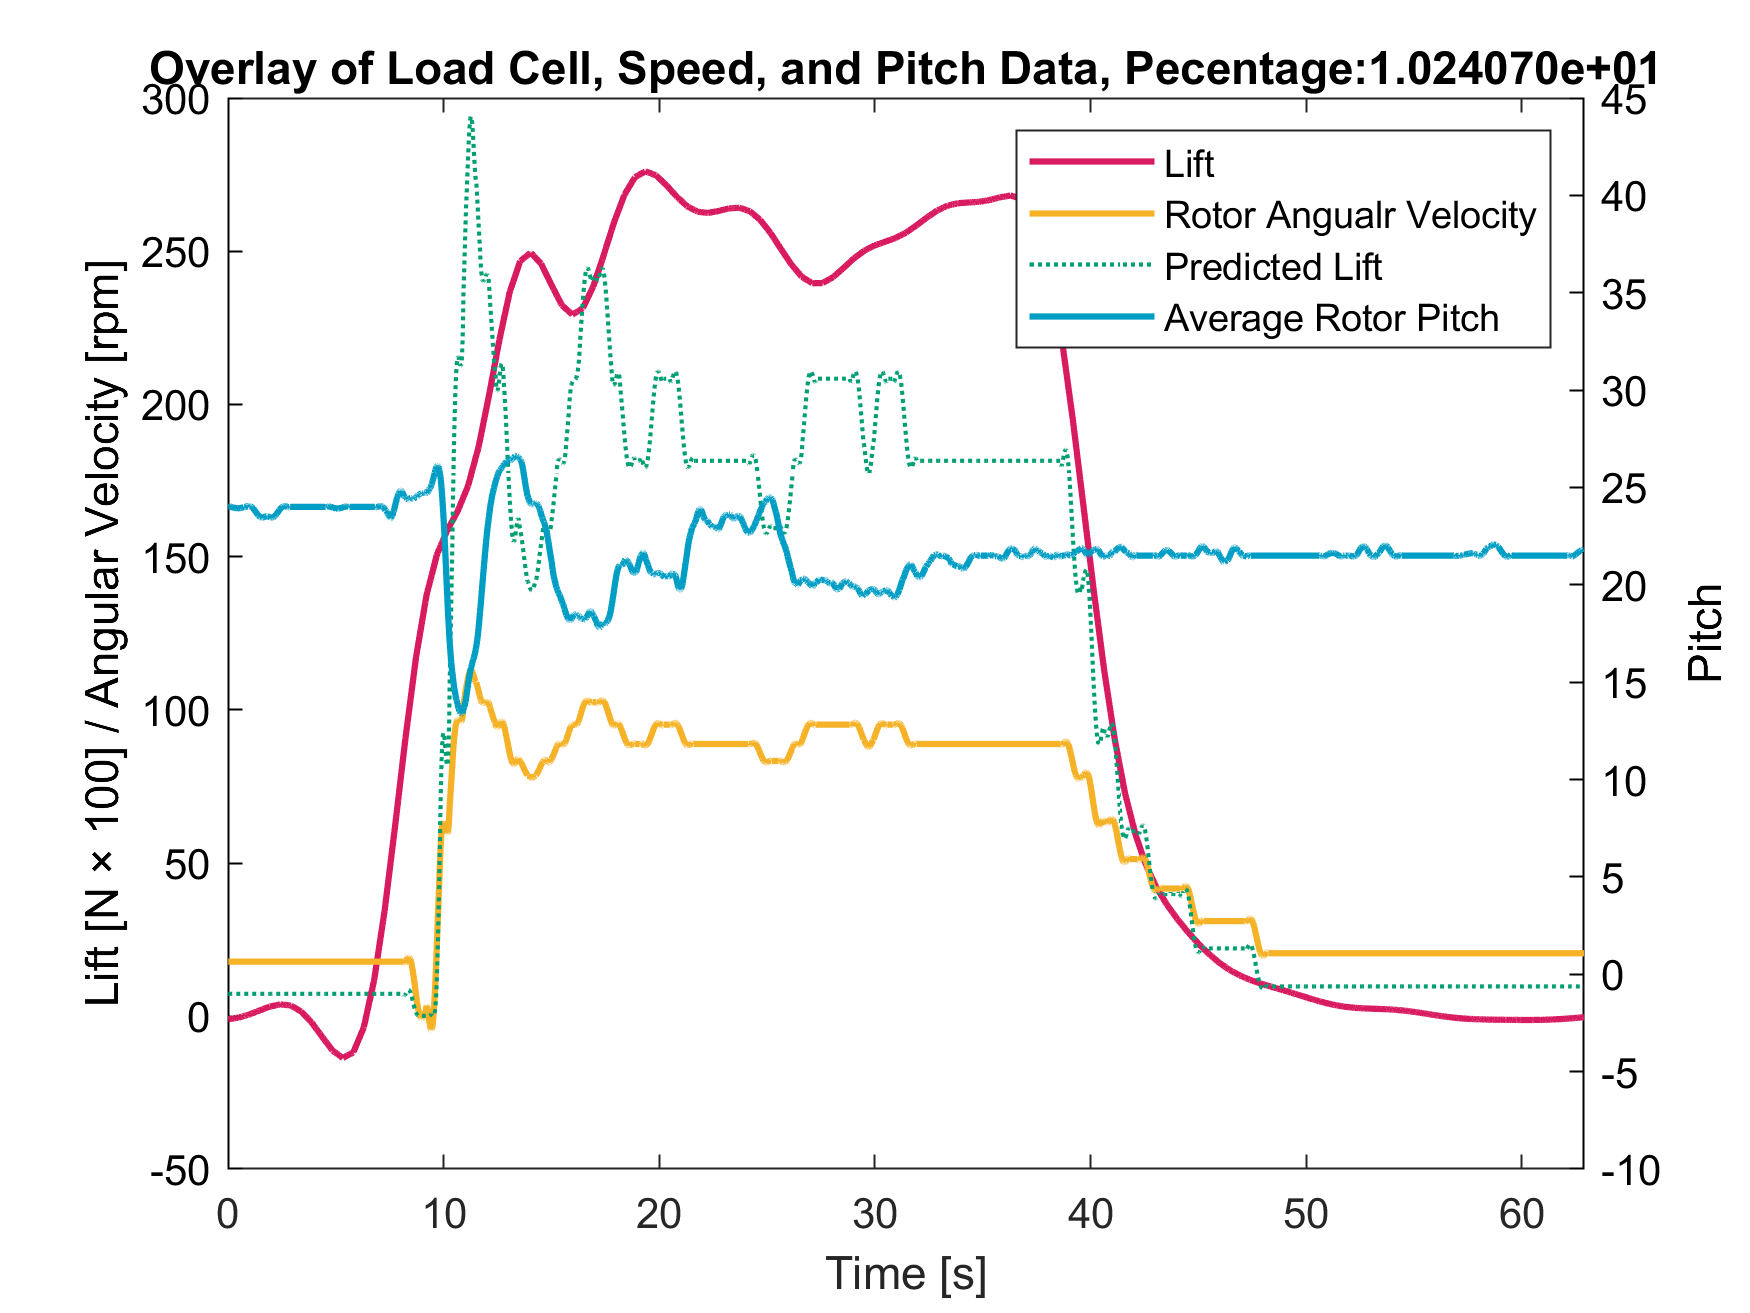 Overlay of Load Cell, Speed, and Pitch Data, Pecentage:1.024070e+01
300
250
200
150
100
50
0
-50
Lift [N × 100] / Angular Velocity [rpm]
Lift
Rotor Angualr Velocity
Predicted Lift
Average Rotor Pitch
45
40
35
30
25
20
15
10
5
0
-5
-10
Pitch
0 10 20 30 40 50 60
Time [s]